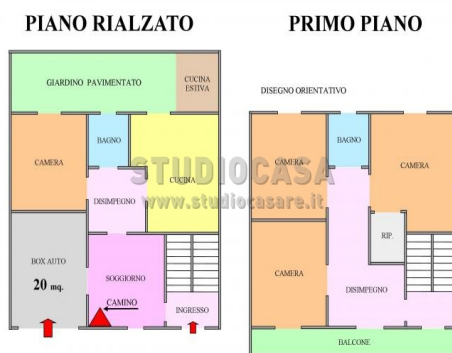 PIANO RIALZATO
PRIMO PIANO
GIARDINO PAVIMENTATO
CUCINA
ESTIVA
DISEGNO ORIENTATIVO
BAGNO
BAGNO
CAMERA
CAMERA
CAMERA
STUDIOCASA
CUCINA
www.studiocasare.it
DISIMPEGNO
RIP.
BOX AUTO
20 mq.
SOGGIORNO
CAMERA
CAMINO
INGRESSO
DISIMPEGNO
BALCONE